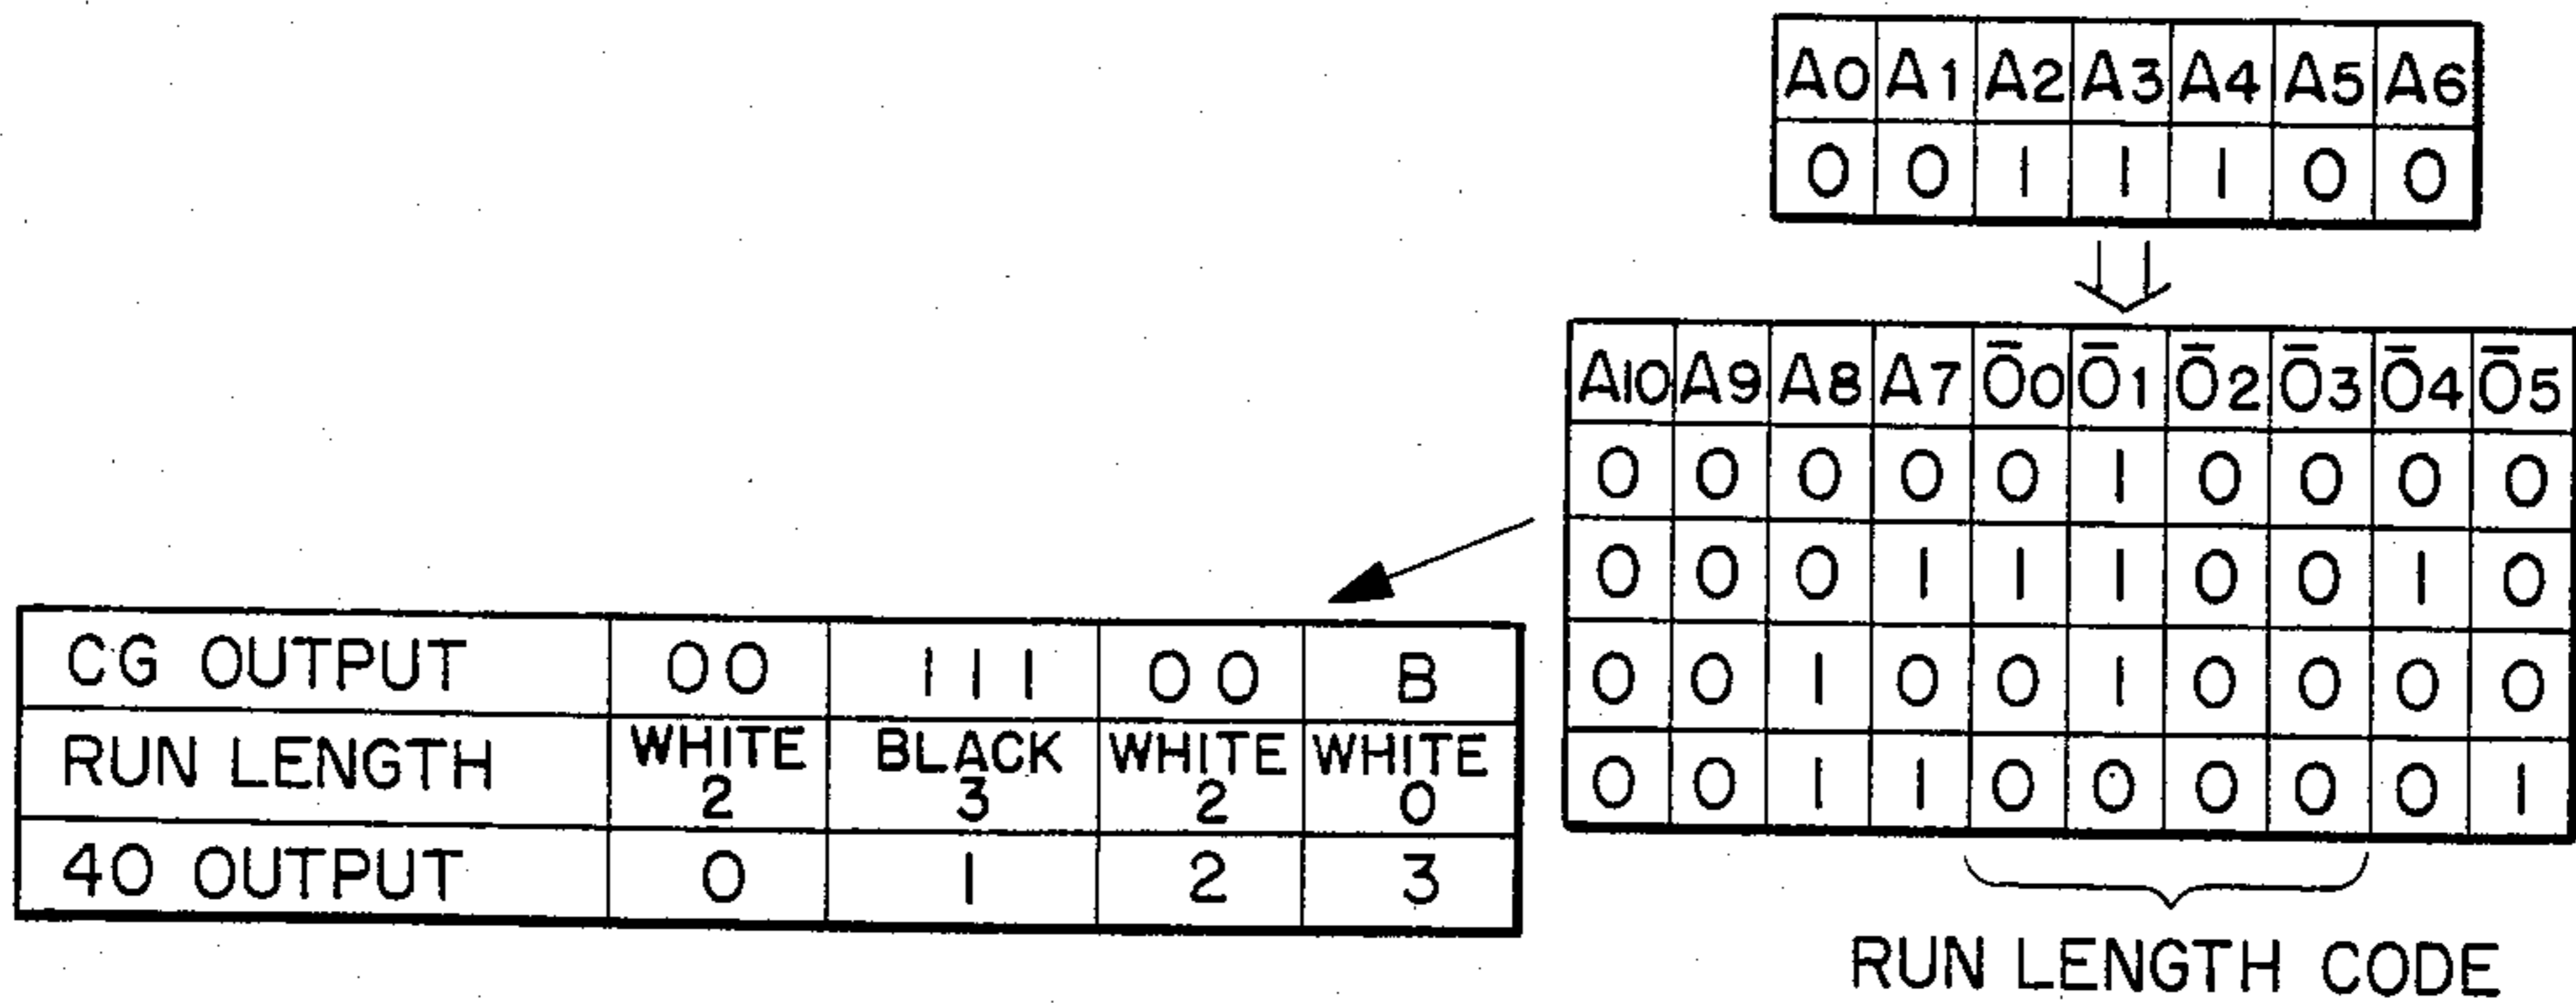 A0 A1 A2 A3 A4 A5 A6
0 0 1 1 1 0 0
A10 A9 A8 A7 Ō0 Ō1 Ō2 Ō3 Ō4 Ō5
0 0 0 0 0 1 0 0 0 0
0 0 0 1 1 1 0 0 1 0
0 0 1 0 0 1 0 0 0 0
0 0 1 1 0 0 0 0 0 1
RUN LENGTH CODE
CG OUTPUT 00 111 00 B
RUN LENGTH WHITE 2 BLACK 3 WHITE 2 WHITE 0
40 OUTPUT 0 1 2 3